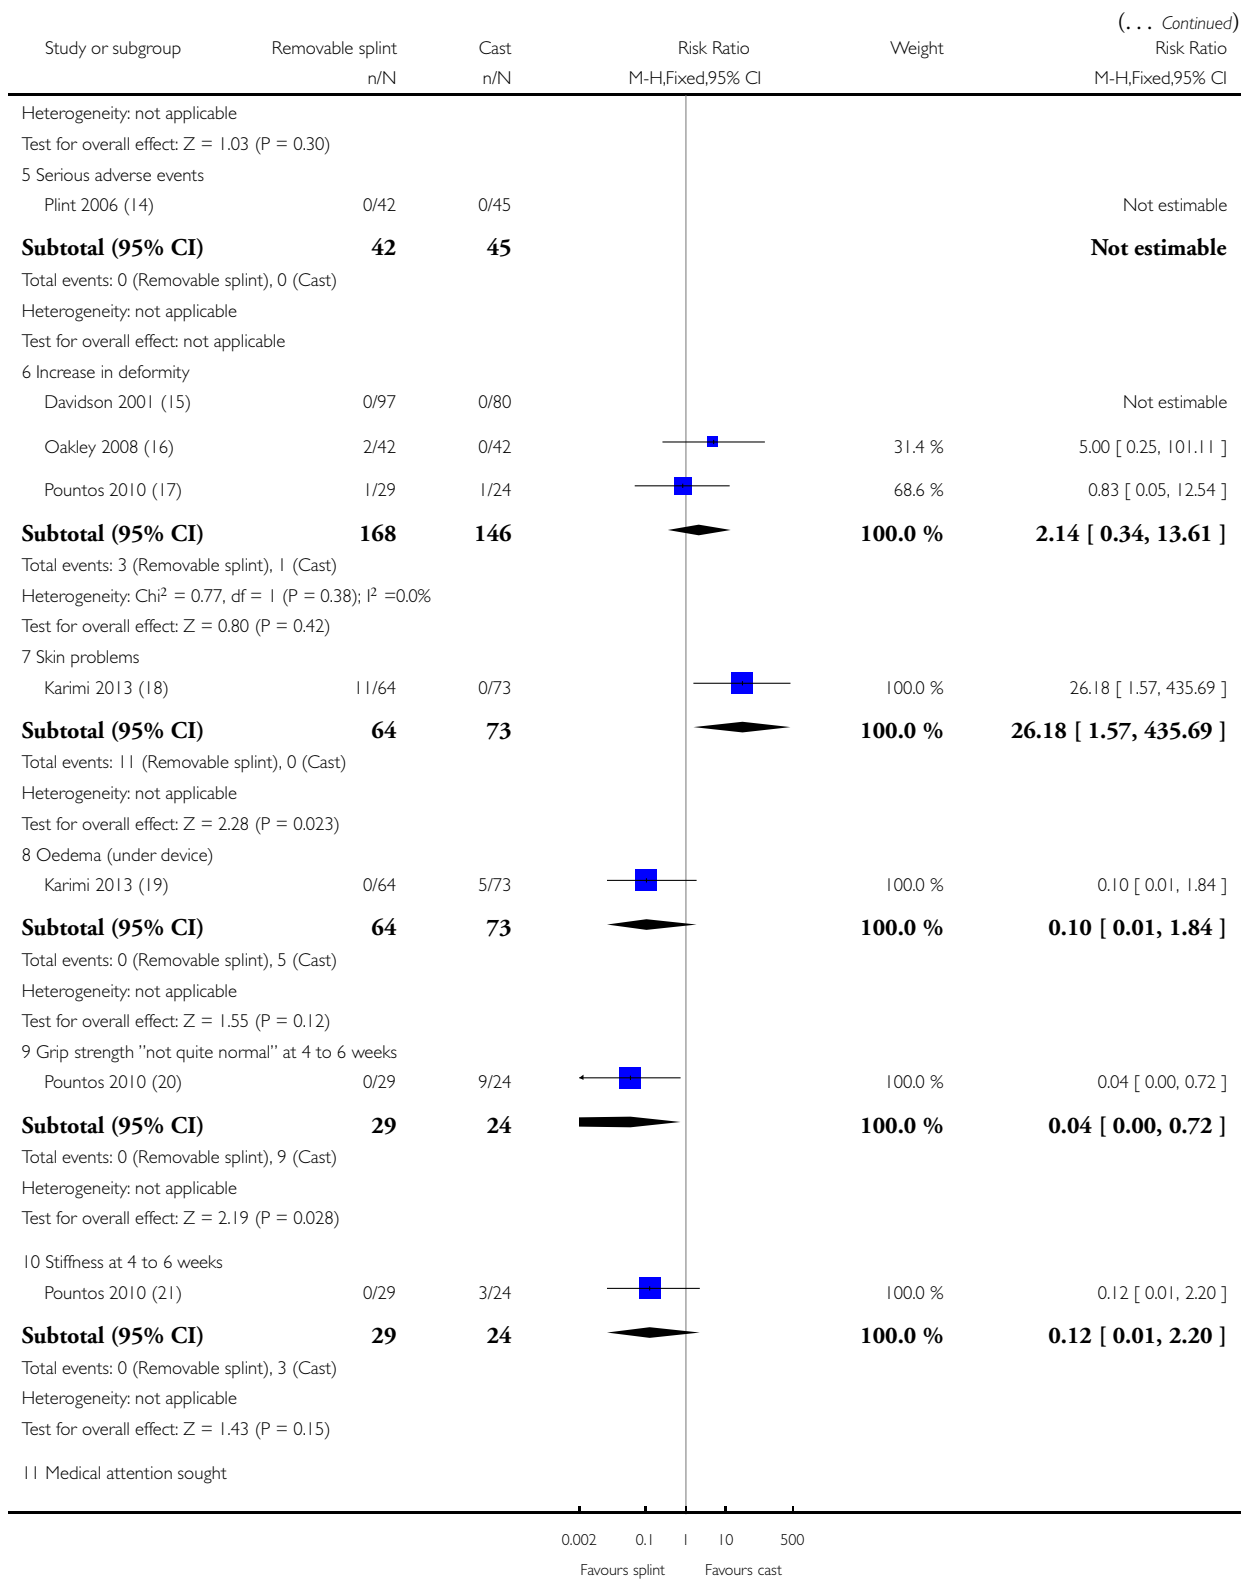 (... Continued)
Study or subgroup Removable splint Cast Risk Ratio Weight Risk Ratio
n/N n/N M-H,Fixed,95% CI M-H,Fixed,95% CI
Heterogeneity: not applicable
Test for overall effect: Z = 1.03 (P = 0.30)
5 Serious adverse events
Plint 2006 (14) 0/42 0/45 Not estimable
Subtotal (95% CI) 42 45 Not estimable
Total events: 0 (Removable splint), 0 (Cast)
Heterogeneity: not applicable
Test for overall effect: not applicable
6 Increase in deformity
Davidson 2001 (15) 0/97 0/80 Not estimable
Oakley 2008 (16) 2/42 0/42 31.4 % 5.00 [ 0.25, 101.11 ]
Pountos 2010 (17) 1/29 1/24 68.6 % 0.83 [ 0.05, 12.54 ]
Subtotal (95% CI) 168 146 100.0 % 2.14 [ 0.34, 13.61 ]
Total events: 3 (Removable splint), 1 (Cast)
Heterogeneity: Chi² = 0.77, df = 1 (P = 0.38); I² =0.0%
Test for overall effect: Z = 0.80 (P = 0.42)
7 Skin problems
Karimi 2013 (18) 11/64 0/73 100.0 % 26.18 [ 1.57, 435.69 ]
Subtotal (95% CI) 64 73 100.0 % 26.18 [ 1.57, 435.69 ]
Total events: 11 (Removable splint), 0 (Cast)
Heterogeneity: not applicable
Test for overall effect: Z = 2.28 (P = 0.023)
8 Oedema (under device)
Karimi 2013 (19) 0/64 5/73 100.0 % 0.10 [ 0.01, 1.84 ]
Subtotal (95% CI) 64 73 100.0 % 0.10 [ 0.01, 1.84 ]
Total events: 0 (Removable splint), 5 (Cast)
Heterogeneity: not applicable
Test for overall effect: Z = 1.55 (P = 0.12)
9 Grip strength "not quite normal" at 4 to 6 weeks
Pountos 2010 (20) 0/29 9/24 100.0 % 0.04 [ 0.00, 0.72 ]
Subtotal (95% CI) 29 24 100.0 % 0.04 [ 0.00, 0.72 ]
Total events: 0 (Removable splint), 9 (Cast)
Heterogeneity: not applicable
Test for overall effect: Z = 2.19 (P = 0.028)
10 Stiffness at 4 to 6 weeks
Pountos 2010 (21) 0/29 3/24 100.0 % 0.12 [ 0.01, 2.20 ]
Subtotal (95% CI) 29 24 100.0 % 0.12 [ 0.01, 2.20 ]
Total events: 0 (Removable splint), 3 (Cast)
Heterogeneity: not applicable
Test for overall effect: Z = 1.43 (P = 0.15)
11 Medical attention sought
0.002 0.1 1 10 500
Favours splint Favours cast